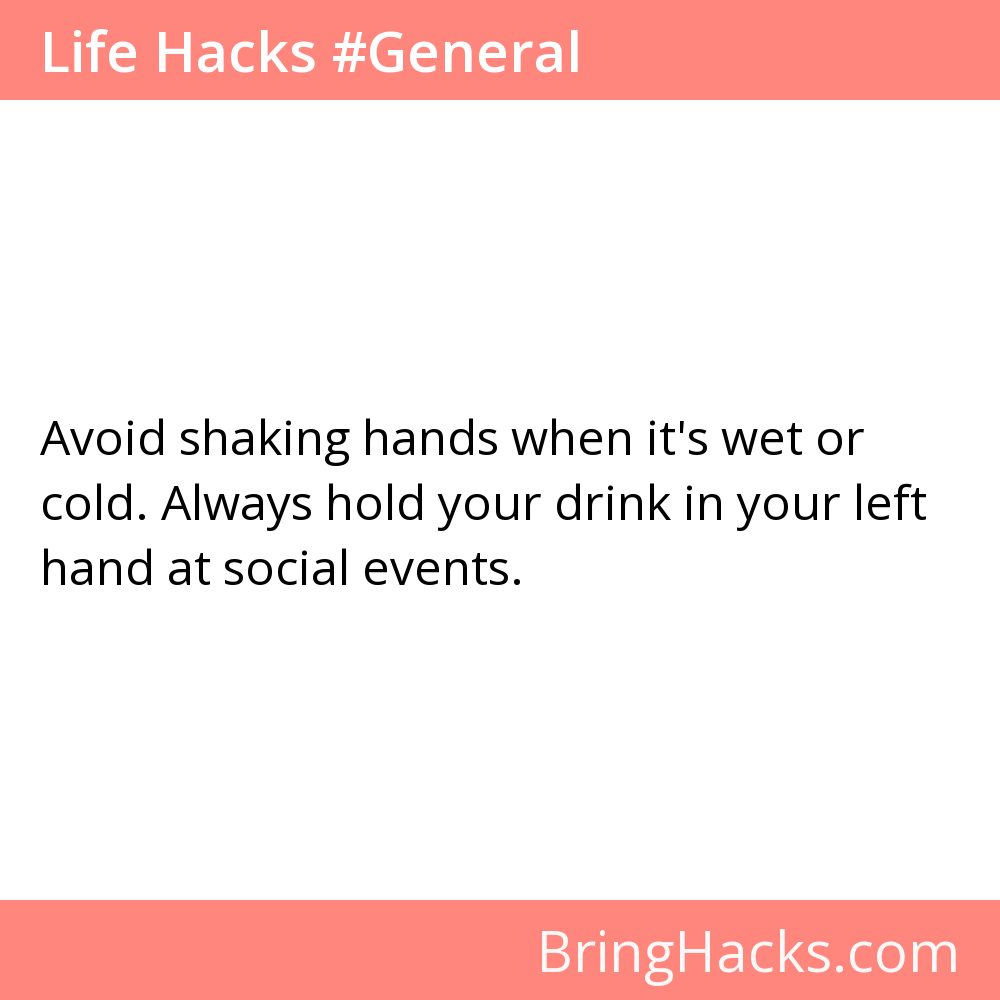 Life Hacks #General
Avoid shaking hands when it's wet or
cold. Always hold your drink in your left
hand at social events.
BringHacks.com